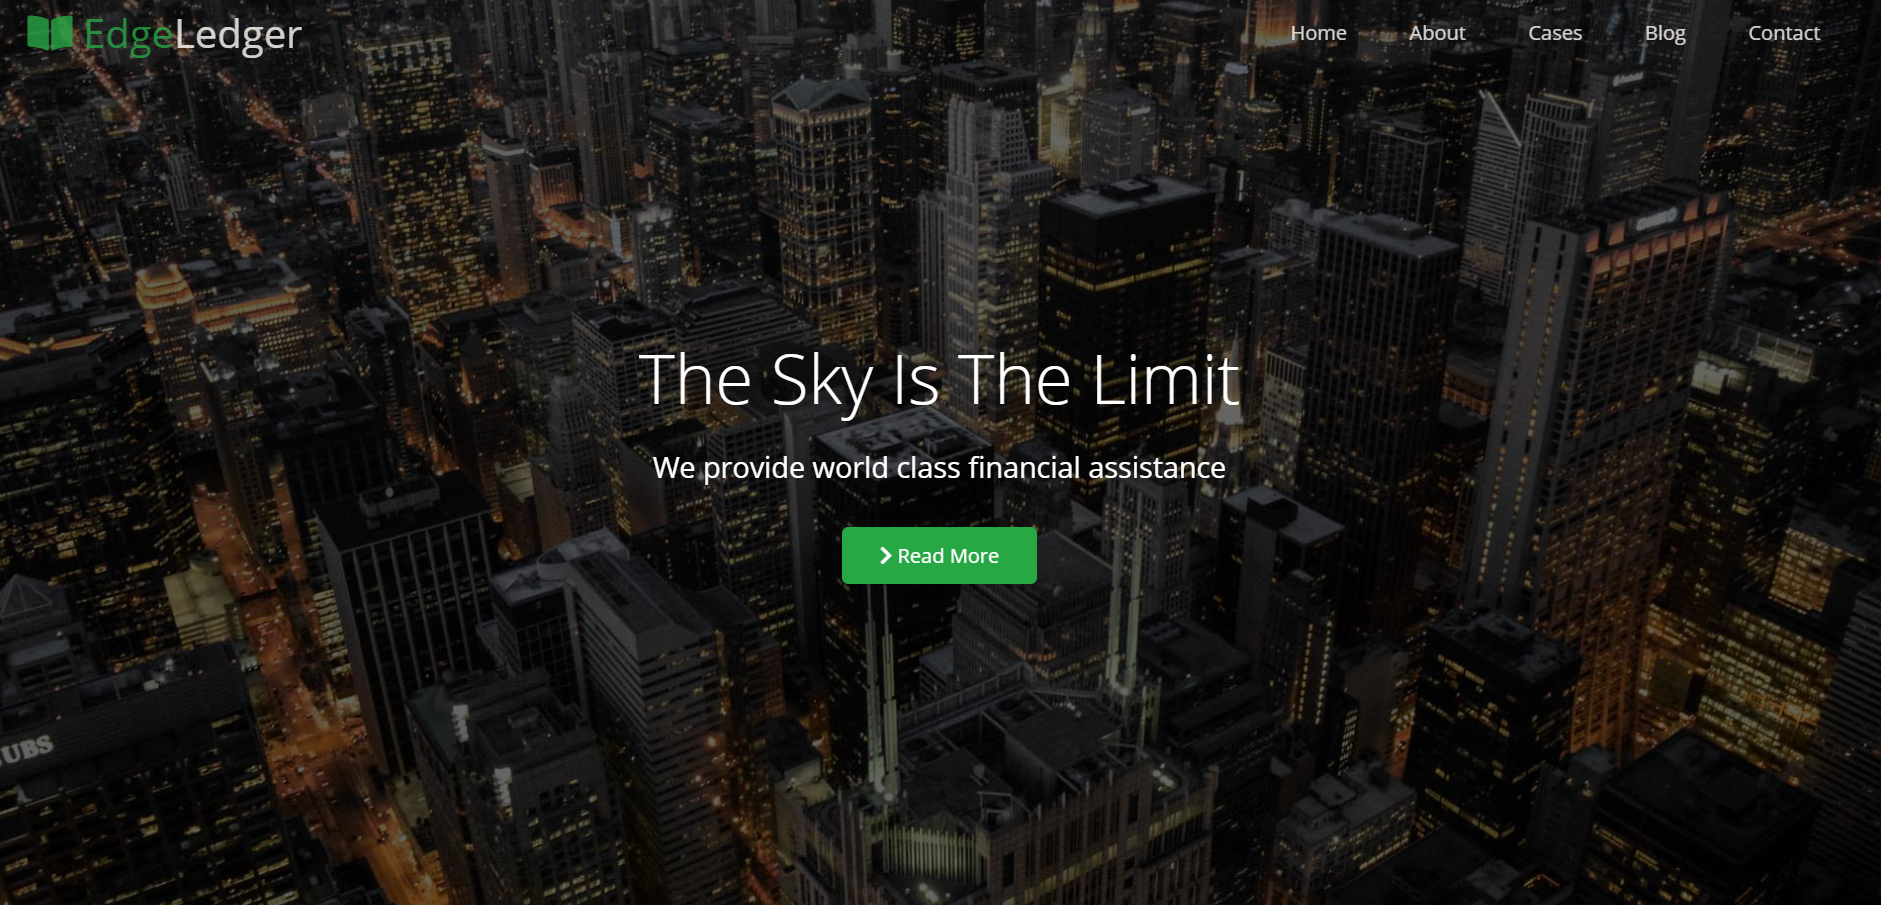 EdgeLedger
Home About Cases Blog Contact
The Sky Is The Limit
We provide world class financial assistance
Read More
UBS